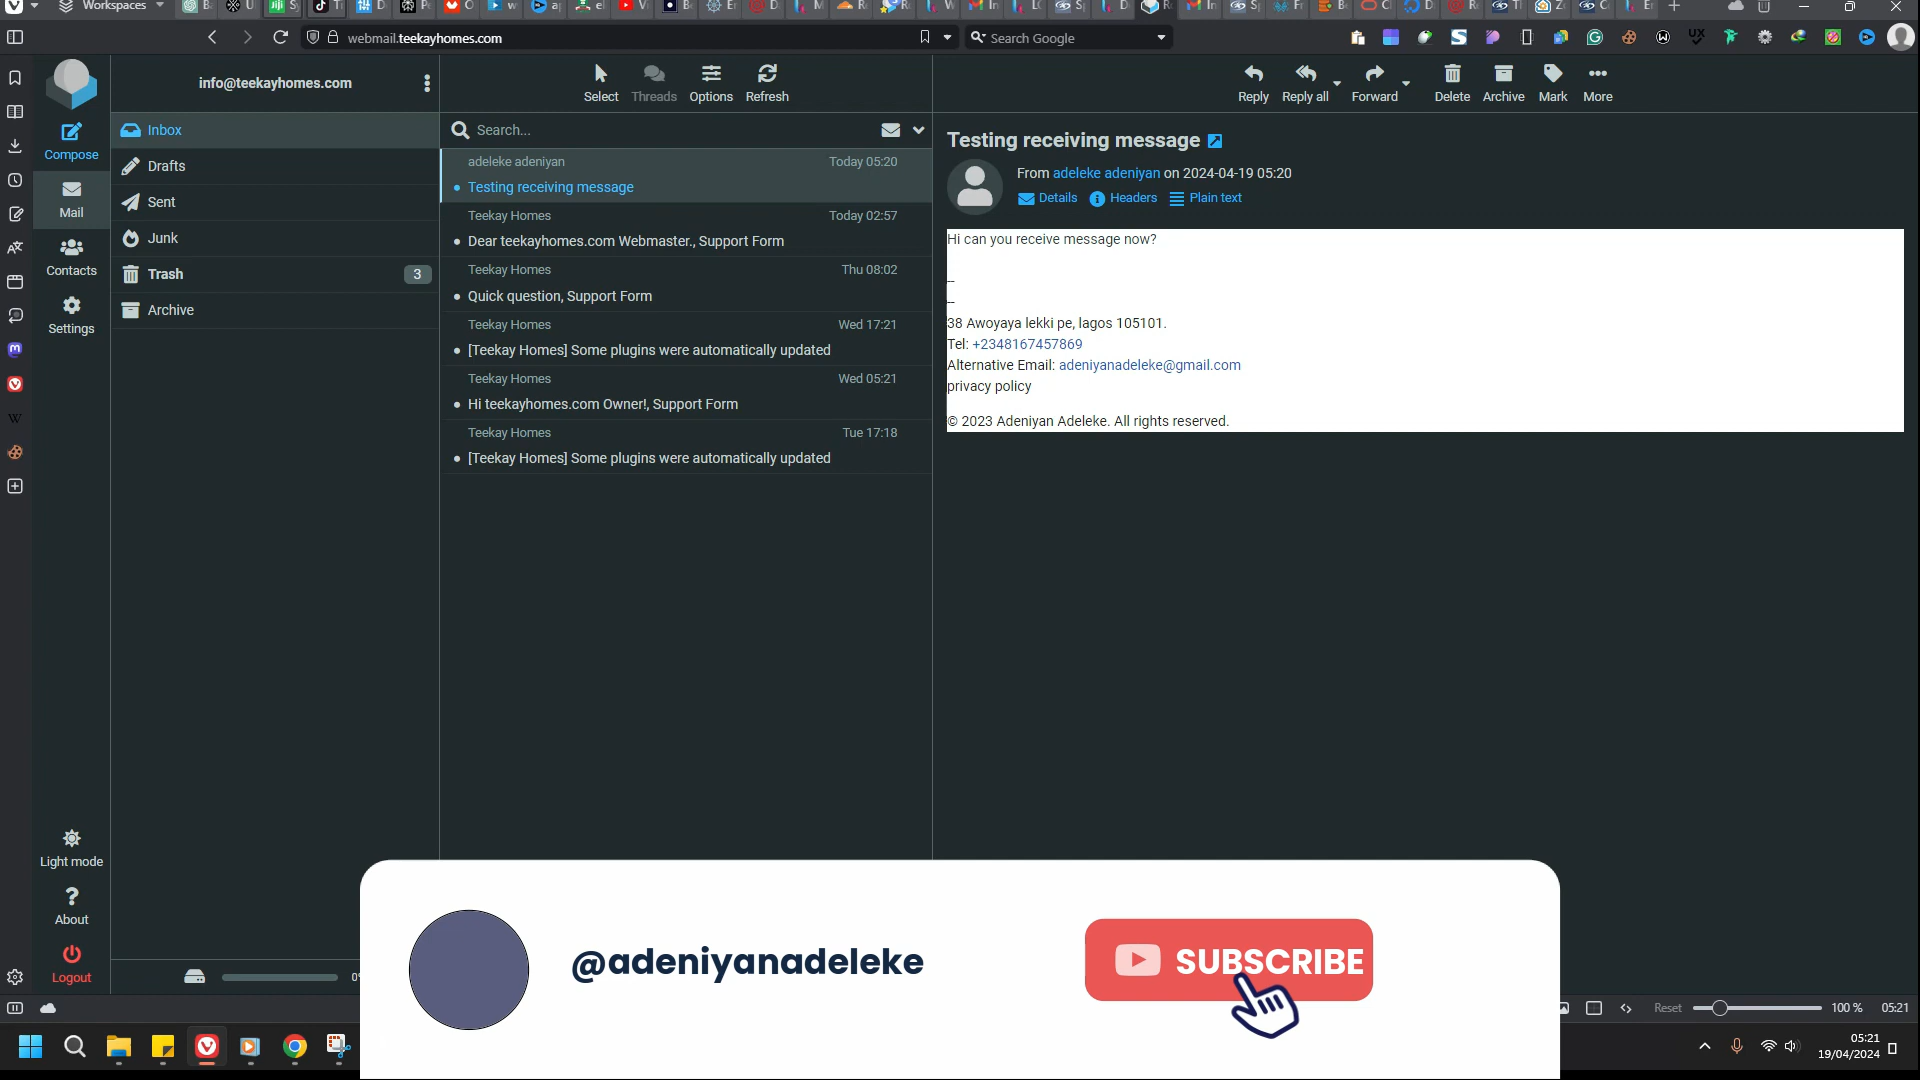 Workspaces
webmail.teekayhomes.com
Search Google
info@teekayhomes.com
Select
Threads
Options
Refresh
Reply
Reply all
Forward
Delete
Archive
Mark
More
Compose
Mail
Contacts
Settings
Light mode
About
Logout
Inbox
Drafts
Sent
Junk
Trash
3
Archive
Search...
adeleke adeniyan
Today 05:20
Testing receiving message
Teekay Homes
Today 02:57
Dear teekayhomes.com Webmaster., Support Form
Teekay Homes
Thu 08:02
Quick question, Support Form
Teekay Homes
Wed 17:21
[Teekay Homes] Some plugins were automatically updated
Teekay Homes
Wed 05:21
Hi teekayhomes.com Owner!, Support Form
Teekay Homes
Tue 17:18
[Teekay Homes] Some plugins were automatically updated
Testing receiving message
From adeleke adeniyan on 2024-04-19 05:20
Details
Headers
Plain text
Hi can you receive message now?
--
--
38 Awoyaya lekki pe, lagos 105101.
Tel: +2348167457869
Alternative Email: adeniyanadeleke@gmail.com
privacy policy
© 2023 Adeniyan Adeleke. All rights reserved.
@adeniyanadeleke
SUBSCRIBE
Reset
100 %
05:21
05:21
19/04/2024